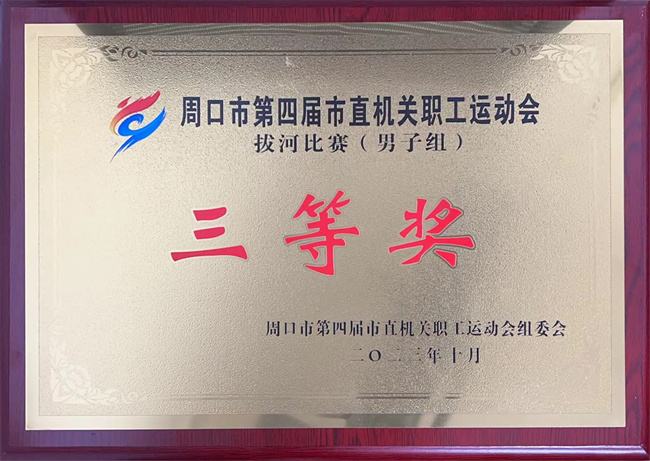 周口市第四届市直机关职工运动会
拔河比赛（男子组）
三等奖
周口市第四届市直机关职工运动会组委会
二〇二三年十月